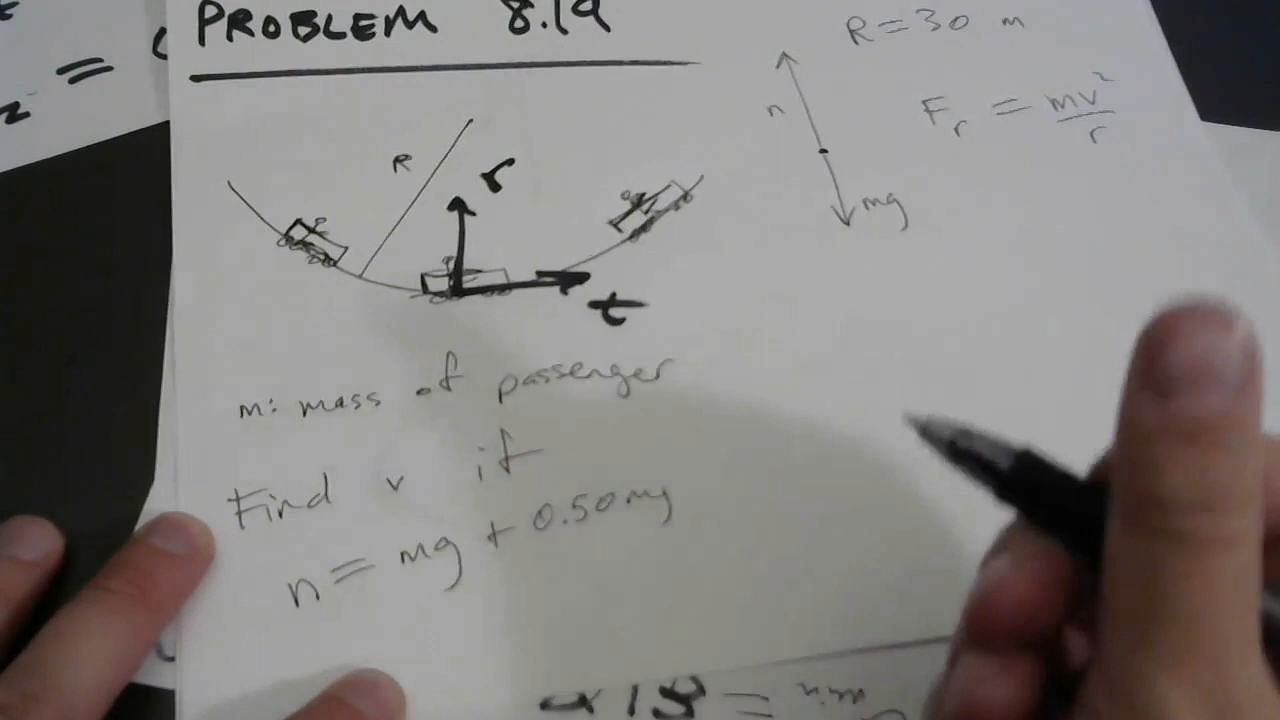 PROBLEM 8.19
R = 30 m
n
F_r = mv²/r
mg
R
r
t
m: mass of passenger
Find v if
n = mg + 0.50mg